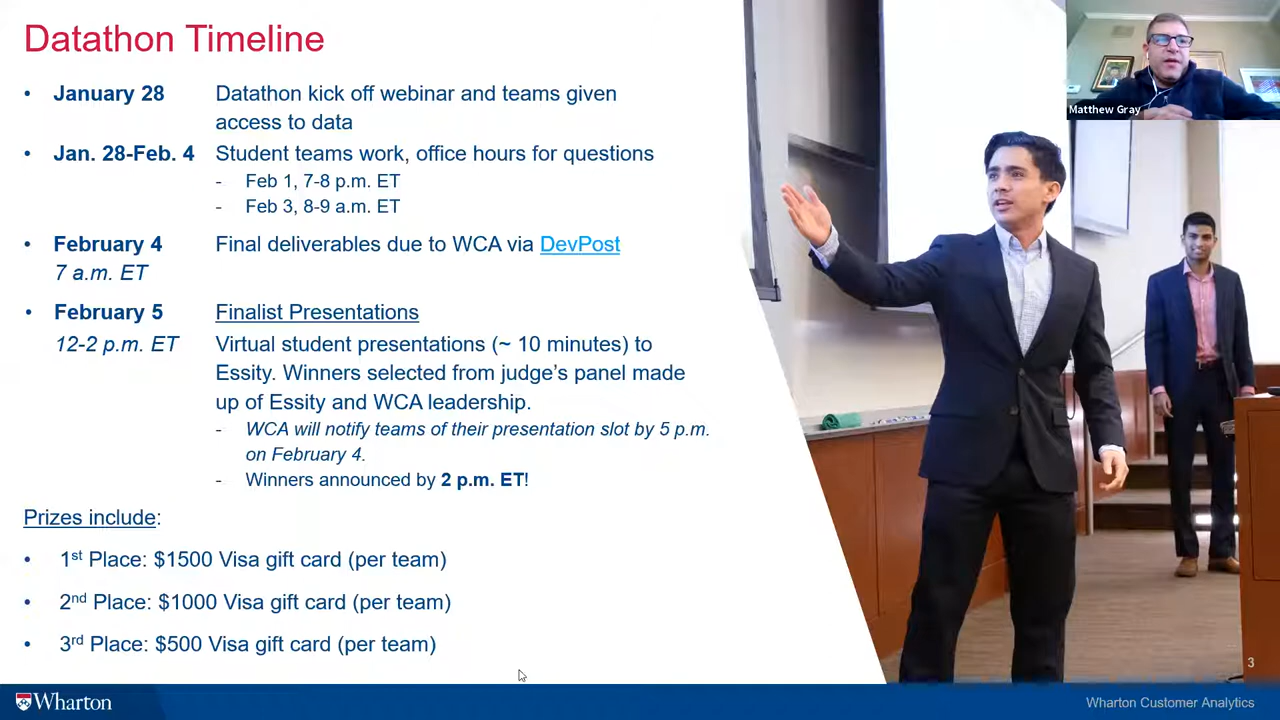 Datathon Timeline
• January 28 Datathon kick off webinar and teams given
access to data
• Jan. 28-Feb. 4 Student teams work, office hours for questions
- Feb 1, 7-8 p.m. ET
- Feb 3, 8-9 a.m. ET
• February 4 Final deliverables due to WCA via DevPost
7 a.m. ET
• February 5 Finalist Presentations
12-2 p.m. ET Virtual student presentations (~ 10 minutes) to
Essity. Winners selected from judge's panel made
up of Essity and WCA leadership.
- WCA will notify teams of their presentation slot by 5 p.m.
on February 4.
- Winners announced by 2 p.m. ET!
Prizes include:
• 1st Place: $1500 Visa gift card (per team)
• 2nd Place: $1000 Visa gift card (per team)
• 3rd Place: $500 Visa gift card (per team)
Matthew Gray
3
Wharton
Wharton Customer Analytics